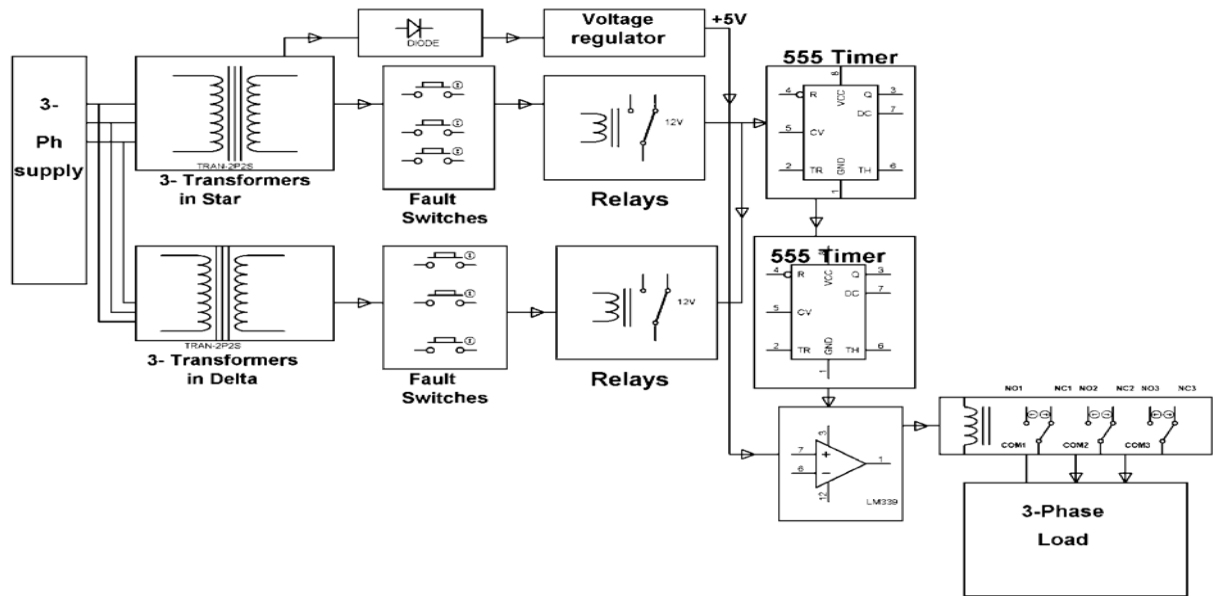 3-
Ph
supply
TRAN-2P2S
3- Transformers
in Star
DIODE
Voltage
regulator
+5V
Fault
Switches
12V
Relays
555 Timer
4
R
8
VCC
Q
3
DC
7
5
CV
2
TR
GND
1
TH
6
TRAN-2P2S
3- Transformers
in Delta
Fault
Switches
12V
Relays
555 Timer
4
R
VCC
Q
3
DC
7
5
CV
2
TR
GND
1
TH
6
3
7
+
6
−
1
12
LM339
NO1
NC1
NO2
NC2
NO3
NC3
COM1
COM2
COM3
3-Phase
Load